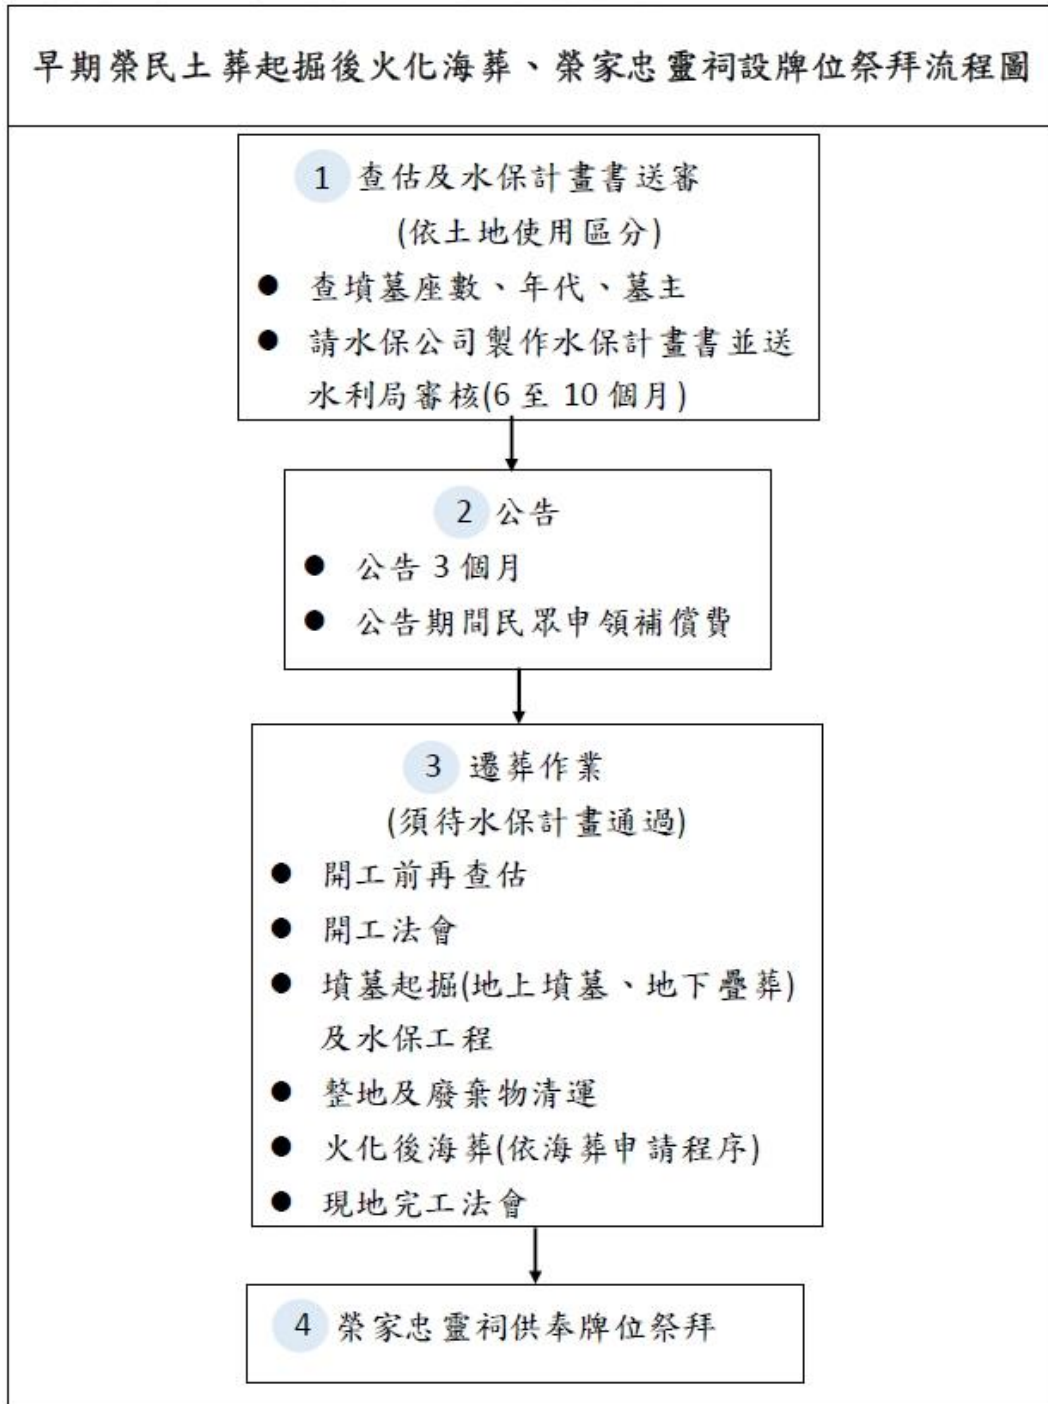 早期榮民土葬起掘後火化海葬、榮家忠靈祠設牌位祭拜流程圖
1 查估及水保計畫書送審
(依土地使用區分)
● 查墳墓座數、年代、墓主
● 請水保公司製作水保計畫書並送
水利局審核(6 至 10 個月)
2 公告
● 公告 3 個月
● 公告期間民眾申領補償費
3 遷葬作業
(須待水保計畫通過)
● 開工前再查估
● 開工法會
● 墳墓起掘(地上墳墓、地下疊葬)
及水保工程
● 整地及廢棄物清運
● 火化後海葬(依海葬申請程序)
● 現地完工法會
4 榮家忠靈祠供奉牌位祭拜